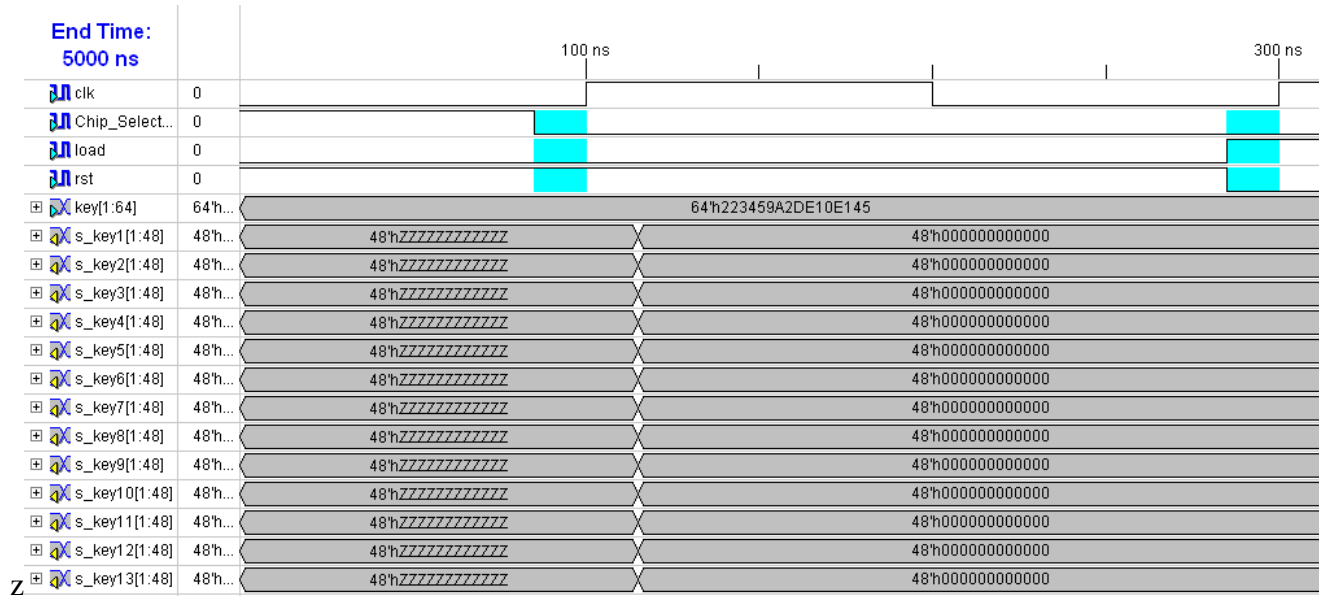 End Time:
5000 ns
100 ns 300 ns
clk 0
Chip_Select... 0
load 0
rst 0
key[1:64] 64'h... 64'h223459A2DE10E145
s_key1[1:48] 48'h... 48'hZZZZZZZZZZZZ 48'h000000000000
s_key2[1:48] 48'h... 48'hZZZZZZZZZZZZ 48'h000000000000
s_key3[1:48] 48'h... 48'hZZZZZZZZZZZZ 48'h000000000000
s_key4[1:48] 48'h... 48'hZZZZZZZZZZZZ 48'h000000000000
s_key5[1:48] 48'h... 48'hZZZZZZZZZZZZ 48'h000000000000
s_key6[1:48] 48'h... 48'hZZZZZZZZZZZZ 48'h000000000000
s_key7[1:48] 48'h... 48'hZZZZZZZZZZZZ 48'h000000000000
s_key8[1:48] 48'h... 48'hZZZZZZZZZZZZ 48'h000000000000
s_key9[1:48] 48'h... 48'hZZZZZZZZZZZZ 48'h000000000000
s_key10[1:48] 48'h... 48'hZZZZZZZZZZZZ 48'h000000000000
s_key11[1:48] 48'h... 48'hZZZZZZZZZZZZ 48'h000000000000
s_key12[1:48] 48'h... 48'hZZZZZZZZZZZZ 48'h000000000000
z s_key13[1:48] 48'h... 48'hZZZZZZZZZZZZ 48'h000000000000